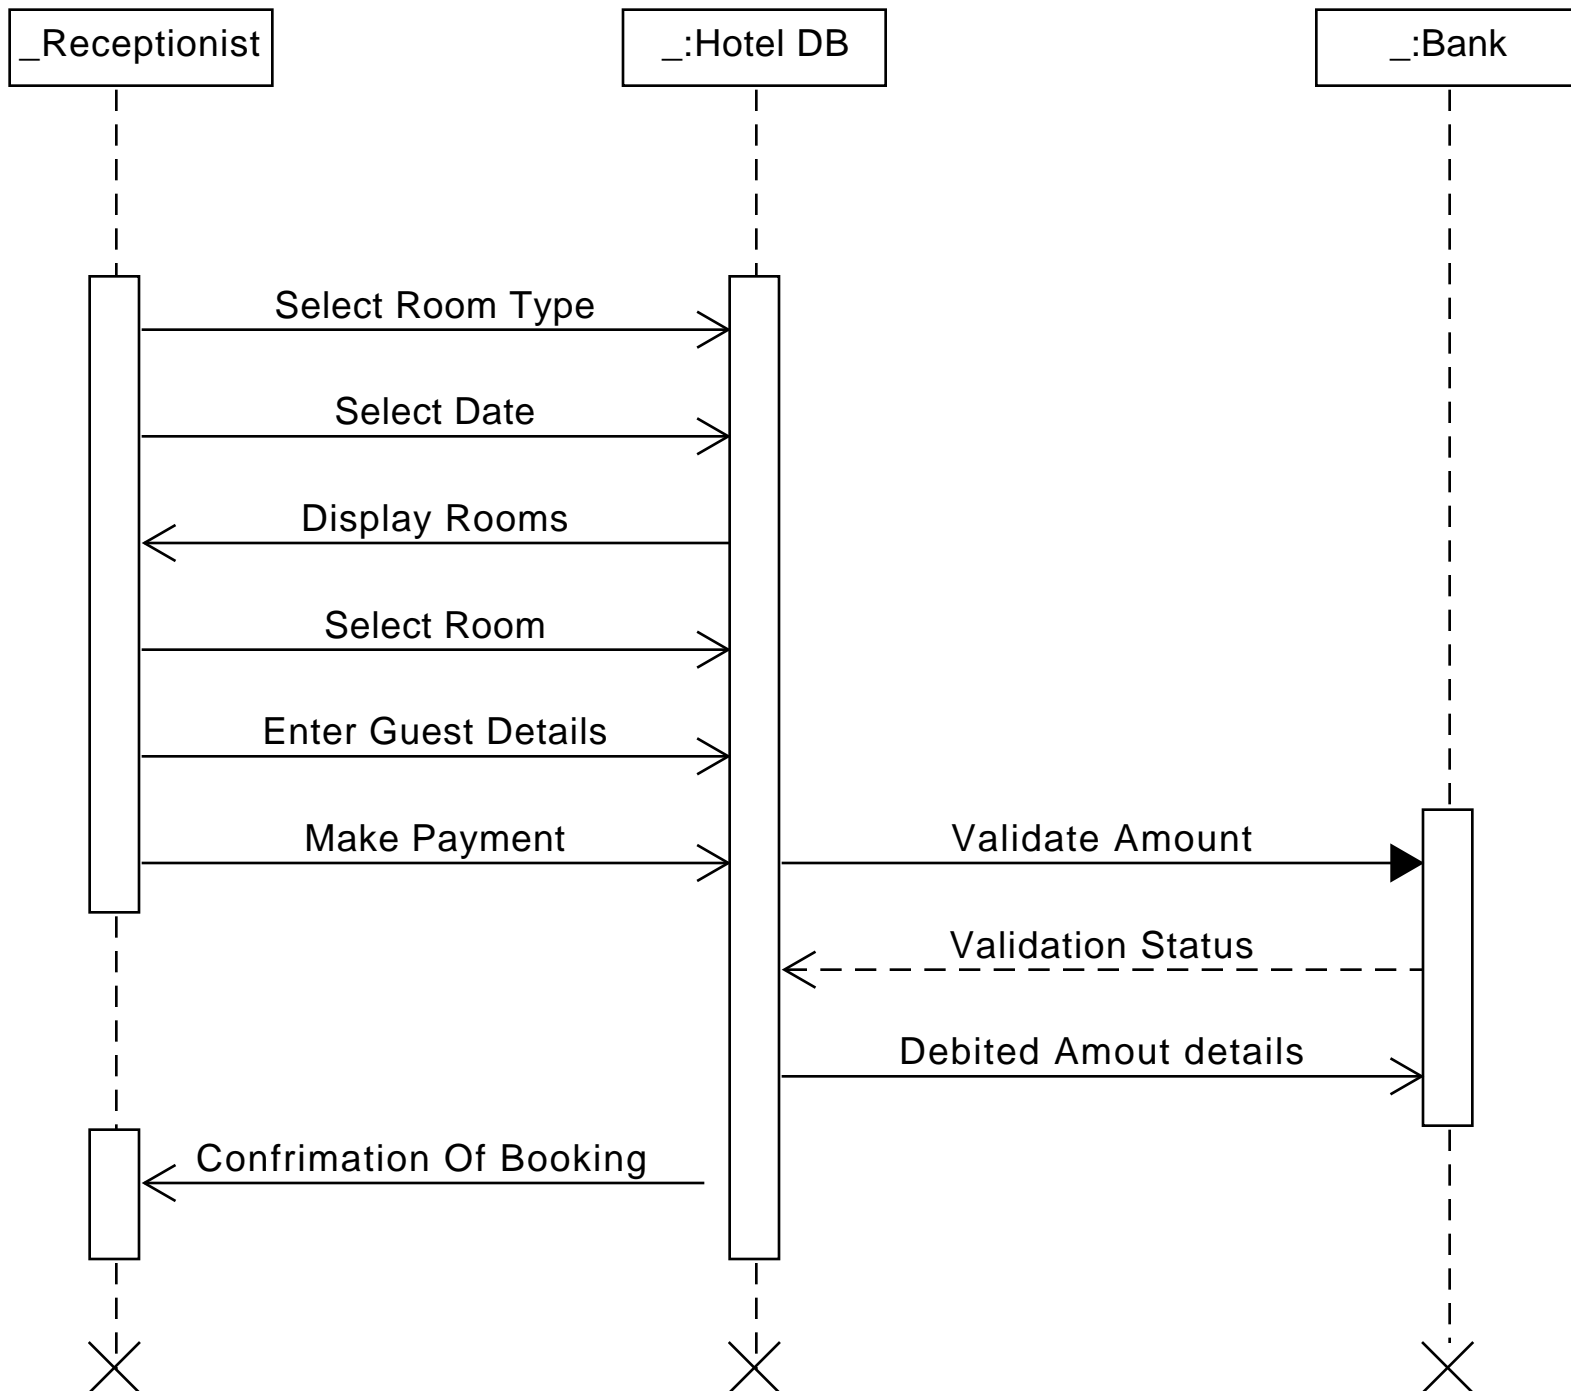 _Receptionist
_:Hotel DB
_:Bank
Select Room Type
Select Date
Display Rooms
Select Room
Enter Guest Details
Make Payment
Validate Amount
Validation Status
Debited Amout details
Confrimation Of Booking